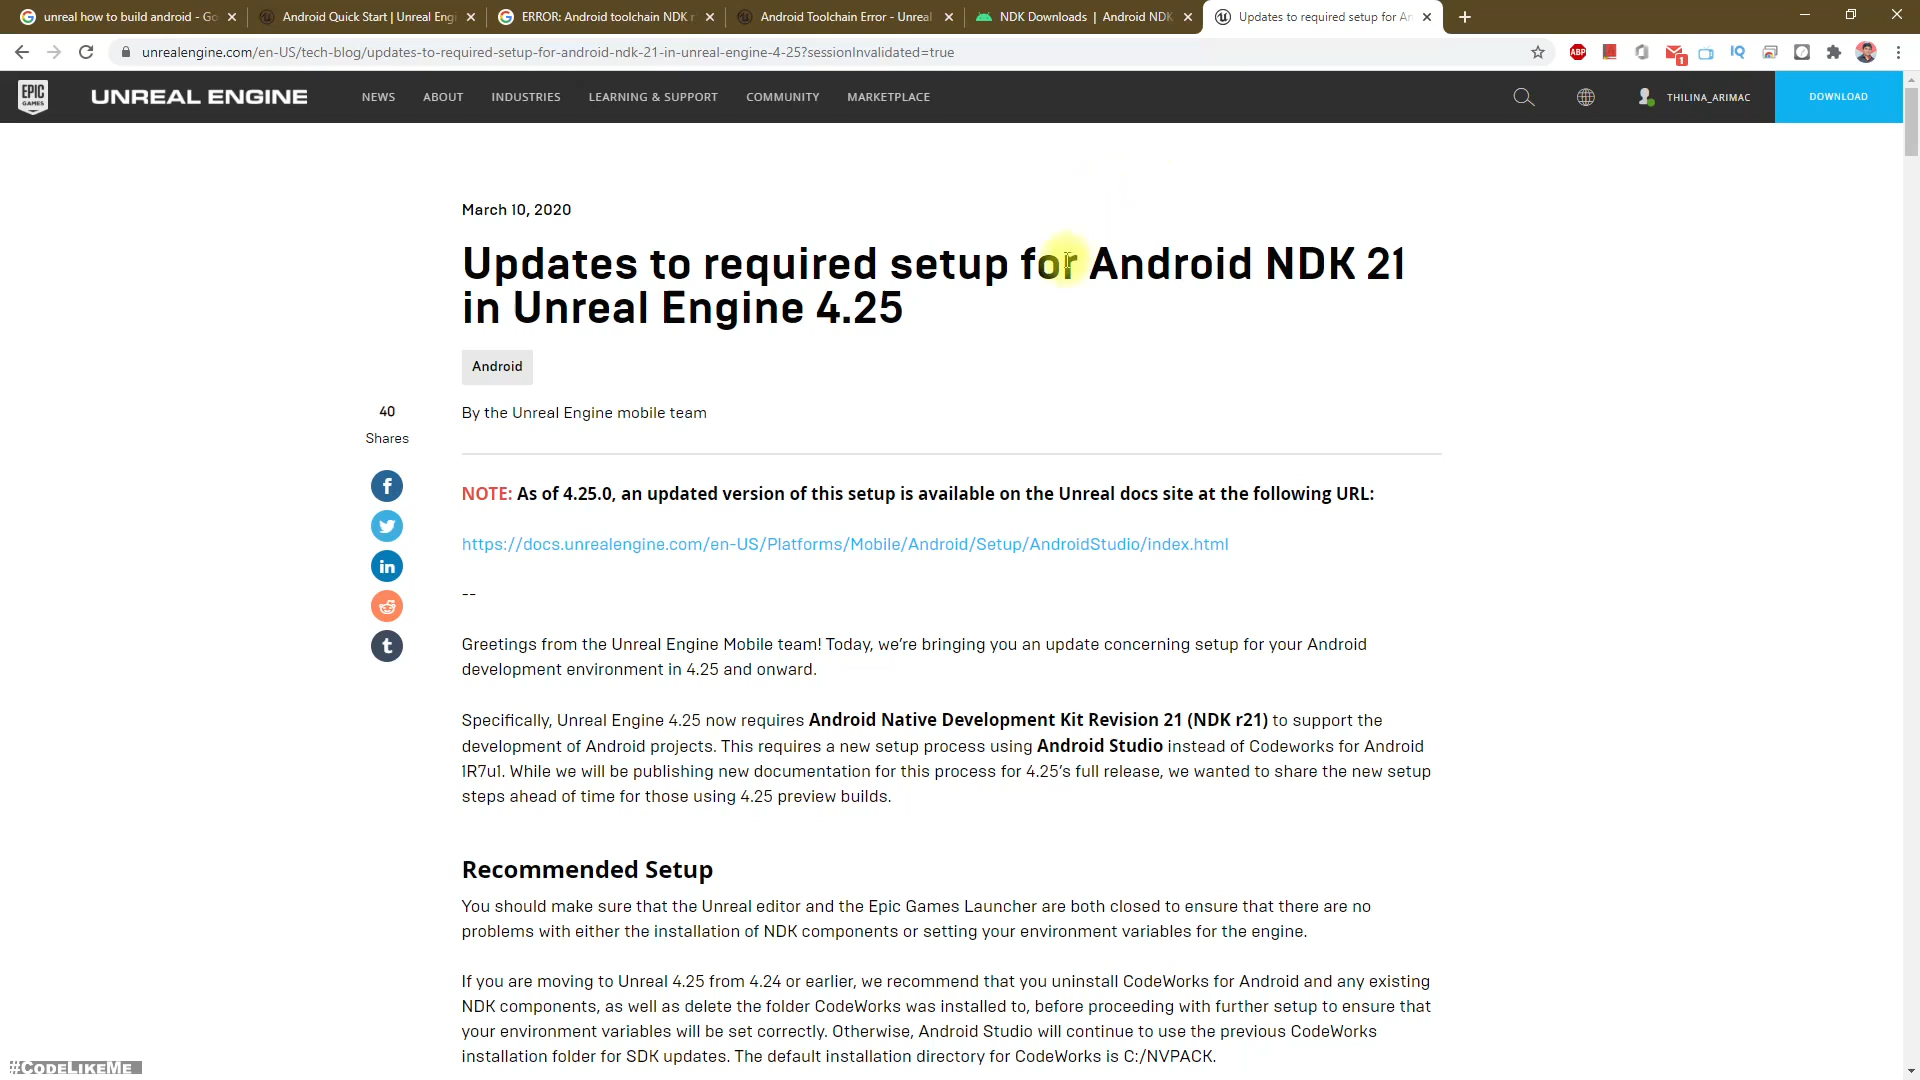 unreal how to build android - Go
Android Quick Start | Unreal Engi
ERROR: Android toolchain NDK r
Android Toolchain Error - Unreal
NDK Downloads | Android NDK
Updates to required setup for An
unrealengine.com/en-US/tech-blog/updates-to-required-setup-for-android-ndk-21-in-unreal-engine-4-25?sessionInvalidated=true
ABP
1
IQ
EPIC
GAMES
UNREAL ENGINE
NEWS
ABOUT
INDUSTRIES
LEARNING & SUPPORT
COMMUNITY
MARKETPLACE
THILINA_ARIMAC
DOWNLOAD
March 10, 2020
Updates to required setup for Android NDK 21
in Unreal Engine 4.25
Android
By the Unreal Engine mobile team
40
Shares
NOTE: As of 4.25.0, an updated version of this setup is available on the Unreal docs site at the following URL:
https://docs.unrealengine.com/en-US/Platforms/Mobile/Android/Setup/AndroidStudio/index.html
--
Greetings from the Unreal Engine Mobile team! Today, we're bringing you an update concerning setup for your Android
development environment in 4.25 and onward.
Specifically, Unreal Engine 4.25 now requires Android Native Development Kit Revision 21 (NDK r21) to support the
development of Android projects. This requires a new setup process using Android Studio instead of Codeworks for Android
1R7u1. While we will be publishing new documentation for this process for 4.25's full release, we wanted to share the new setup
steps ahead of time for those using 4.25 preview builds.
Recommended Setup
You should make sure that the Unreal editor and the Epic Games Launcher are both closed to ensure that there are no
problems with either the installation of NDK components or setting your environment variables for the engine.
If you are moving to Unreal 4.25 from 4.24 or earlier, we recommend that you uninstall CodeWorks for Android and any existing
NDK components, as well as delete the folder CodeWorks was installed to, before proceeding with further setup to ensure that
your environment variables will be set correctly. Otherwise, Android Studio will continue to use the previous CodeWorks
installation folder for SDK updates. The default installation directory for CodeWorks is C:/NVPACK.
#CodeLikeMe